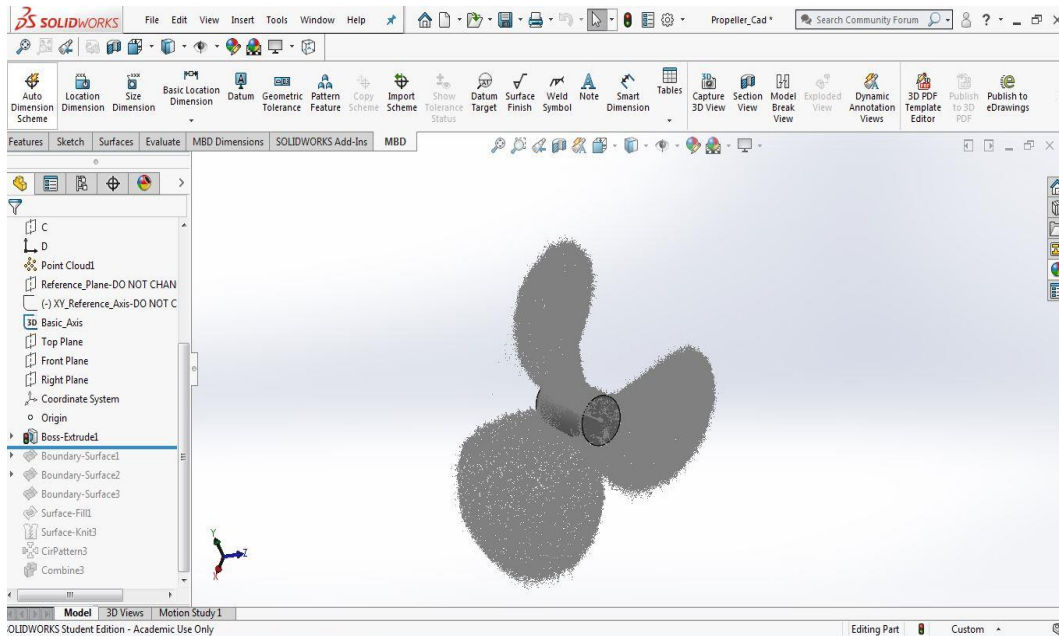 SOLIDWORKS File Edit View Insert Tools Window Help Propeller_Cad * Search Community Forum
Auto Dimension Scheme
Location Dimension
Size Dimension
Basic Location Dimension
Datum
Geometric Tolerance
Pattern Feature
Copy Scheme
Import Scheme
Show Tolerance Status
Datum Target
Surface Finish
Weld Symbol
Note
Smart Dimension
Tables
Capture 3D View
Section View
Model Break View
Exploded View
Dynamic Annotation Views
3D PDF Template Editor
Publish to 3D PDF
Publish to eDrawings
Features Sketch Surfaces Evaluate MBD Dimensions SOLIDWORKS Add-Ins MBD
C
D
Point Cloud1
Reference_Plane-DO NOT CHAN
(-) XY_Reference_Axis-DO NOT C
3D Basic_Axis
Top Plane
Front Plane
Right Plane
Coordinate System
Origin
Boss-Extrude1
Boundary-Surface1
Boundary-Surface2
Boundary-Surface3
Surface-Fill1
Surface-Knit3
CirPattern3
Combine3
Y
Z
X
Model 3D Views Motion Study 1
SOLIDWORKS Student Edition - Academic Use Only Editing Part Custom